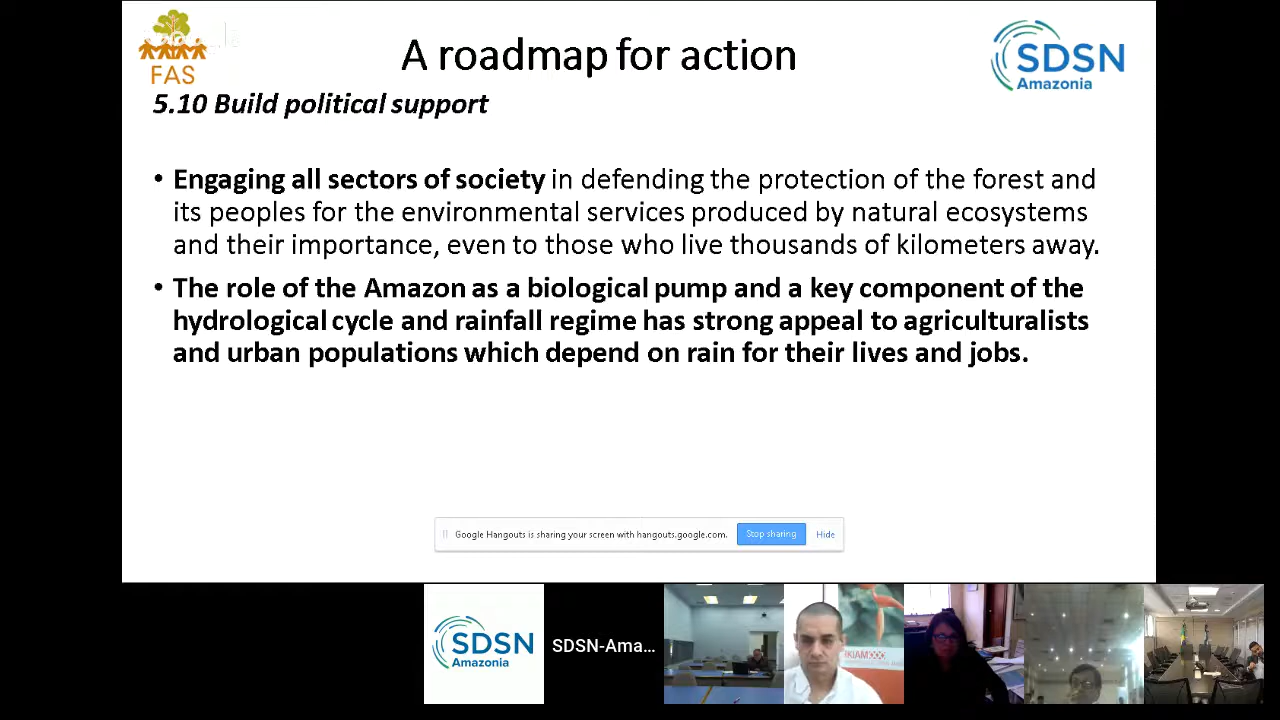 FAS
A roadmap for action
SDSN
Amazonia
5.10 Build political support
• Engaging all sectors of society in defending the protection of the forest and
its peoples for the environmental services produced by natural ecosystems
and their importance, even to those who live thousands of kilometers away.
• The role of the Amazon as a biological pump and a key component of the
hydrological cycle and rainfall regime has strong appeal to agriculturalists
and urban populations which depend on rain for their lives and jobs.
Google Hangouts is sharing your screen with hangouts.google.com. Stop sharing Hide
SDSN
Amazonia
SDSN-Ama...